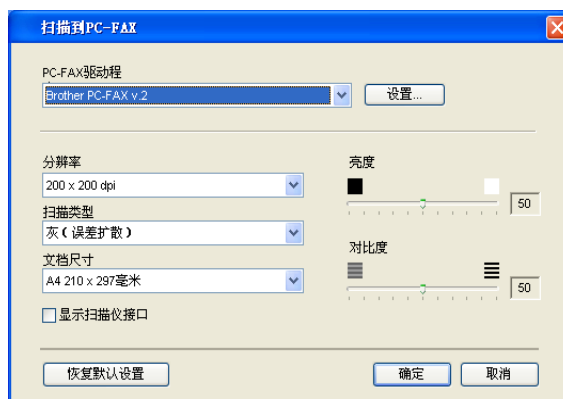 扫描到PC-FAX
PC-FAX驱动程
Brother PC-FAX v.2
设置...
分辨率
200 x 200 dpi
扫描类型
灰（误差扩散）
文档尺寸
A4 210 x 297毫米
显示扫描仪接口
亮度
50
对比度
50
恢复默认设置
确定
取消